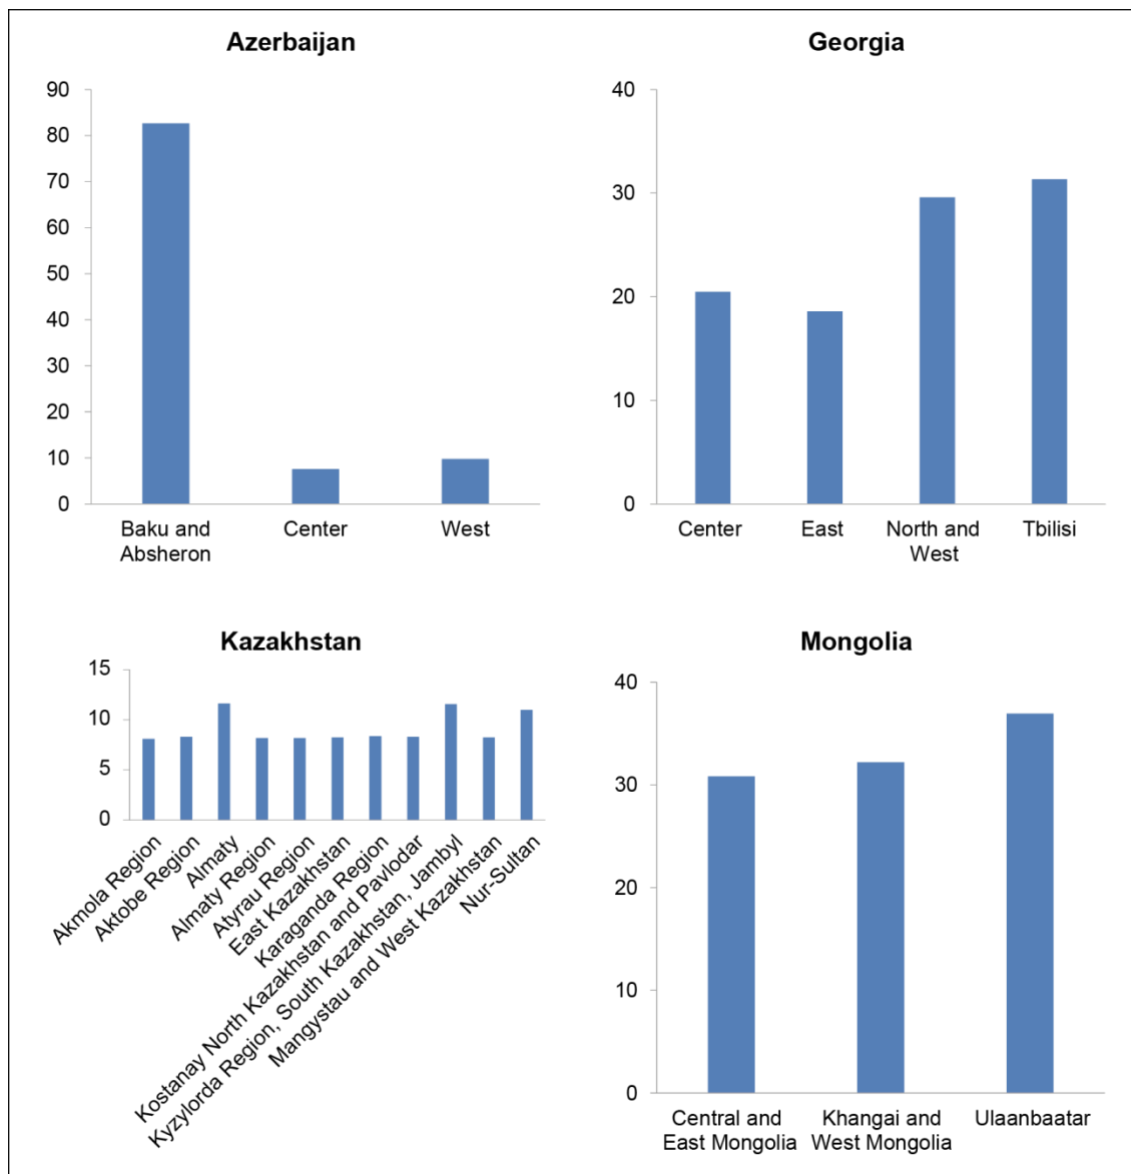 Azerbaijan
90
80
70
60
50
40
30
20
10
0
Baku and
Absheron
Center
West
Georgia
40
30
20
10
0
Center
East
North and
West
Tbilisi
Kazakhstan
15
10
5
0
Akmola Region
Aktobe Region
Almaty
Almaty Region
Atyrau Region
East Kazakhstan
Karaganda Region
Kostanay North Kazakhstan and Pavlodar
Kyzylorda Region, South Kazakhstan, Jambyl
Mangystau and West Kazakhstan
Nur-Sultan
Mongolia
40
30
20
10
0
Central and
East Mongolia
Khangai and
West Mongolia
Ulaanbaatar